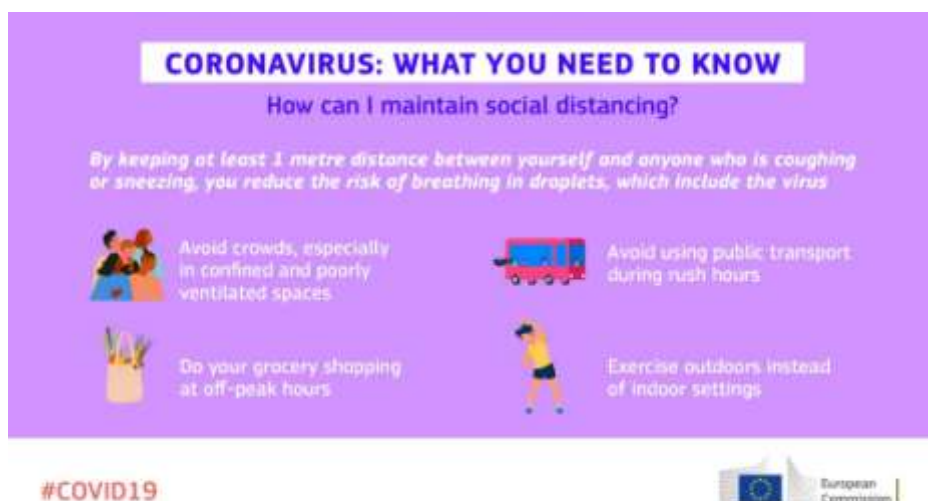 CORONAVIRUS: WHAT YOU NEED TO KNOW
How can I maintain social distancing?
By keeping at least 1 metre distance between yourself and anyone who is coughing
or sneezing, you reduce the risk of breathing in droplets, which include the virus
Avoid crowds, especially
in confined and poorly
ventilated spaces
Avoid using public transport
during rush hours
Do your grocery shopping
at off-peak hours
Exercise outdoors instead
of indoor settings
#COVID19
European
Commission